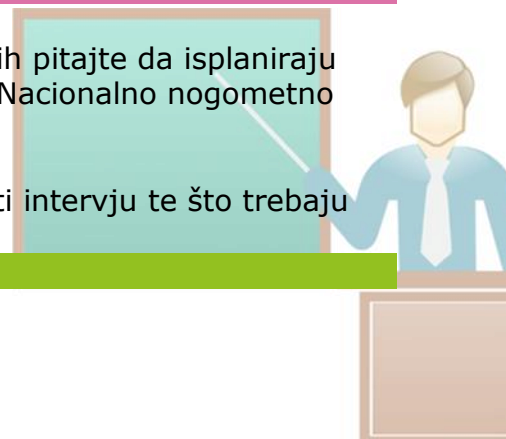 ih pitajte da isplaniraju
Nacionalno nogometno
ti intervju te što trebaju